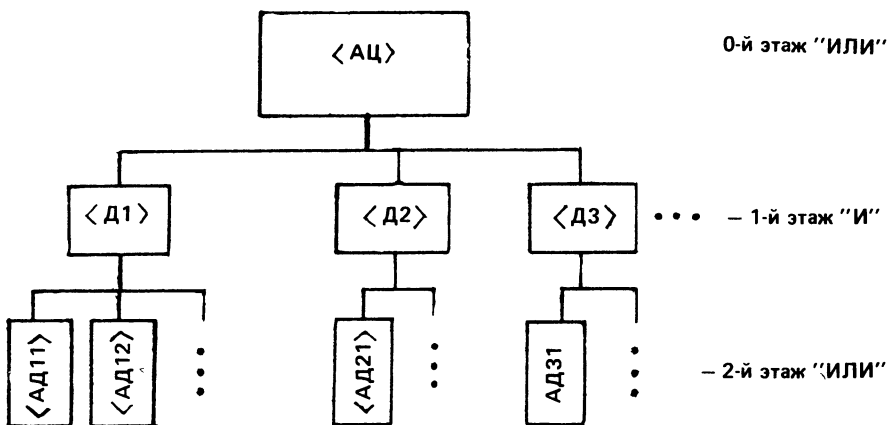 <АЦ>
0-й этаж "ИЛИ"
<Д1>
<Д2>
<Д3>
• • • — 1-й этаж "И"
<АД11>
<АД12>
<АД21>
АД31
— 2-й этаж "ИЛИ"